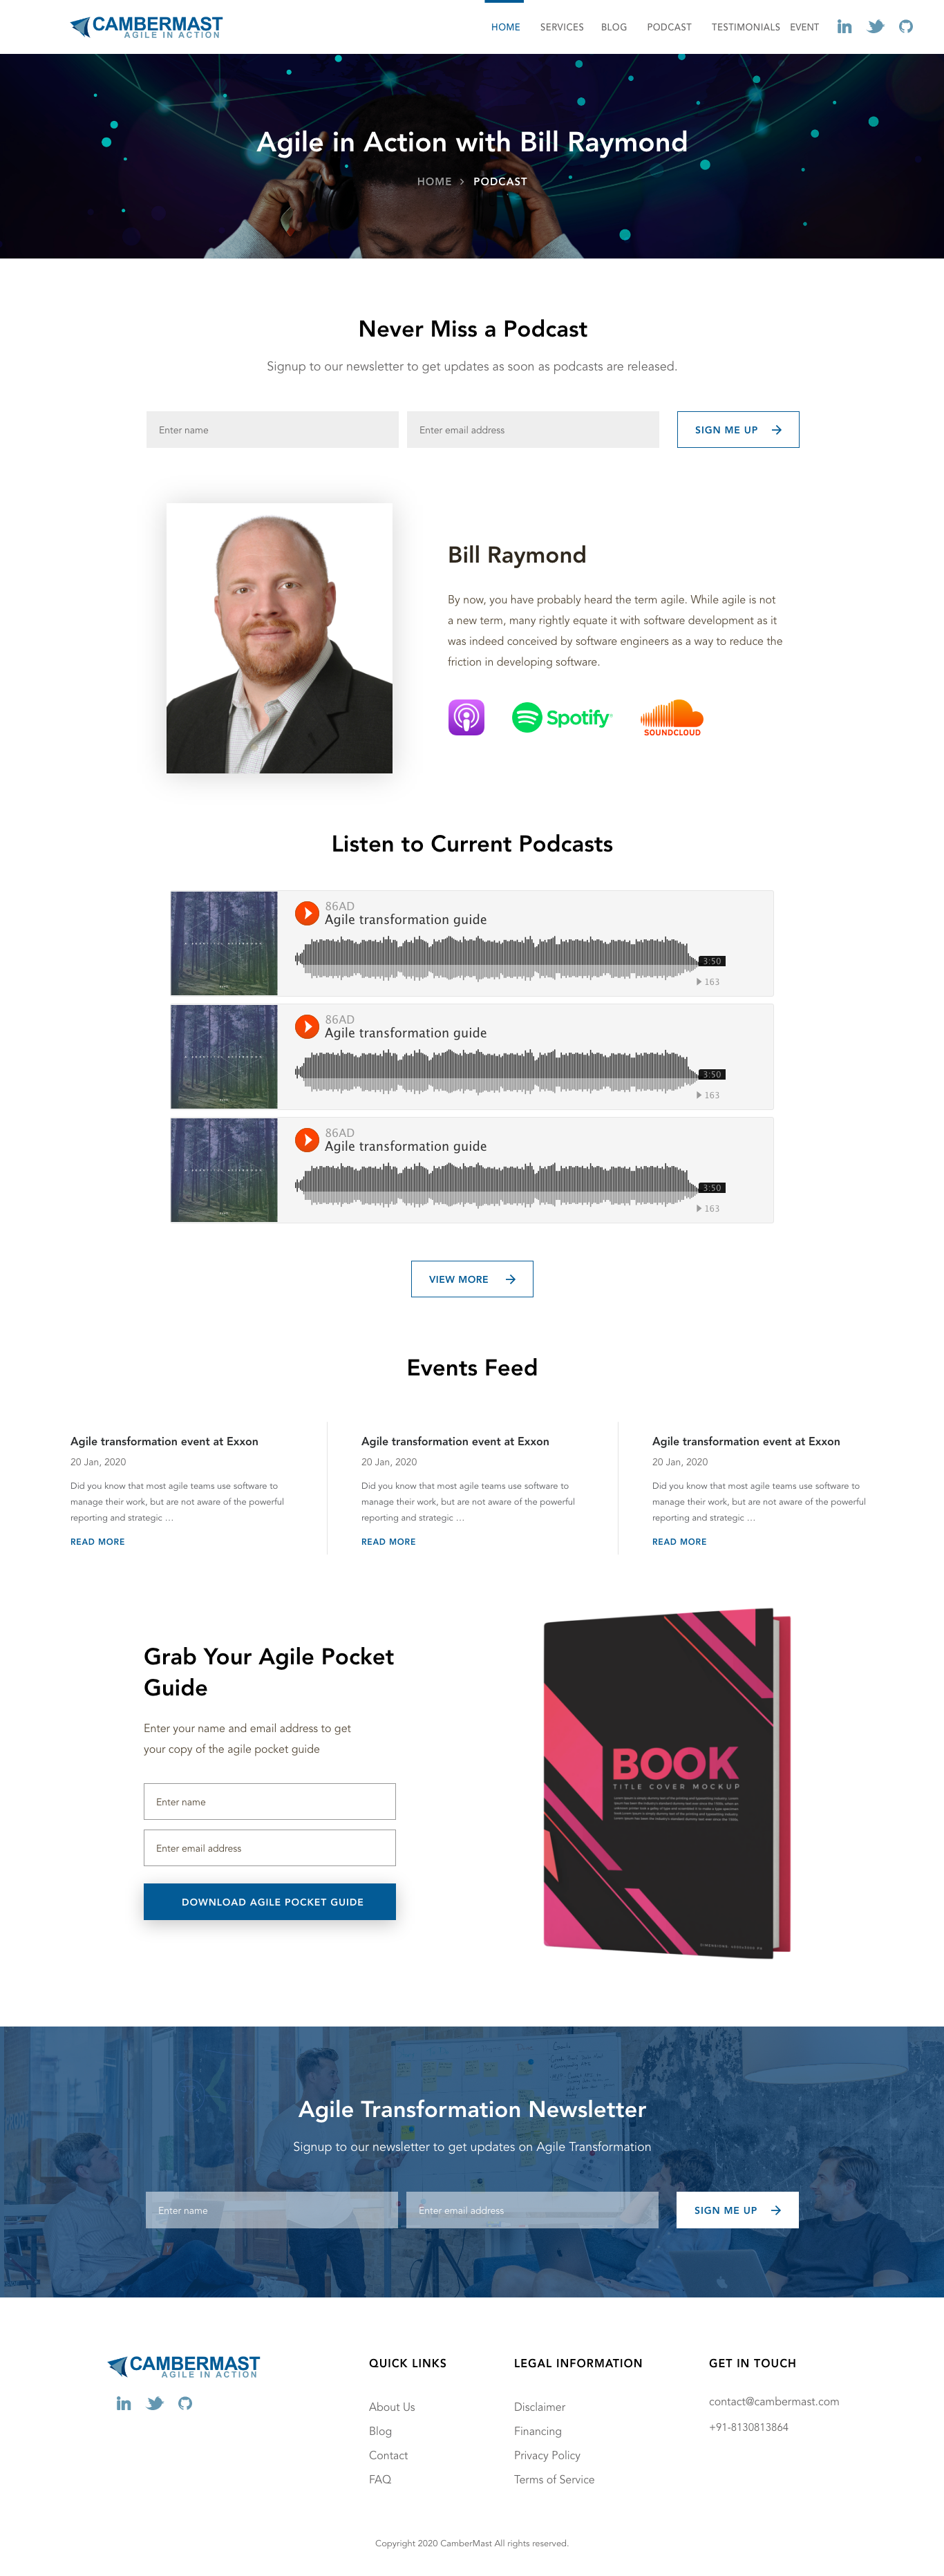 CAMBERMAST
AGILE IN ACTION
HOME SERVICES BLOG PODCAST TESTIMONIALS EVENT
Agile in Action with Bill Raymond
HOME > PODCAST
Never Miss a Podcast
Signup to our newsletter to get updates as soon as podcasts are released.
Enter name
Enter email address
SIGN ME UP
Bill Raymond
By now, you have probably heard the term agile. While agile is not
a new term, many rightly equate it with software development as it
was indeed conceived by software engineers as a way to reduce the
friction in developing software.
Spotify
SOUNDCLOUD
Listen to Current Podcasts
86AD
Agile transformation guide
3:50
163
86AD
Agile transformation guide
3:50
163
86AD
Agile transformation guide
3:50
163
VIEW MORE
Events Feed
Agile transformation event at Exxon
20 Jan, 2020
Did you know that most agile teams use software to
manage their work, but are not aware of the powerful
reporting and strategic ...
READ MORE
Agile transformation event at Exxon
20 Jan, 2020
Did you know that most agile teams use software to
manage their work, but are not aware of the powerful
reporting and strategic ...
READ MORE
Agile transformation event at Exxon
20 Jan, 2020
Did you know that most agile teams use software to
manage their work, but are not aware of the powerful
reporting and strategic ...
READ MORE
Grab Your Agile Pocket
Guide
Enter your name and email address to get
your copy of the agile pocket guide
Enter name
Enter email address
DOWNLOAD AGILE POCKET GUIDE
BOOK
TITLE COVER MOCKUP
Agile Transformation Newsletter
Signup to our newsletter to get updates on Agile Transformation
Enter name
Enter email address
SIGN ME UP
CAMBERMAST
AGILE IN ACTION
QUICK LINKS
About Us
Blog
Contact
FAQ
LEGAL INFORMATION
Disclaimer
Financing
Privacy Policy
Terms of Service
GET IN TOUCH
contact@cambermast.com
+91-8130813864
Copyright 2020 CamberMast All rights reserved.